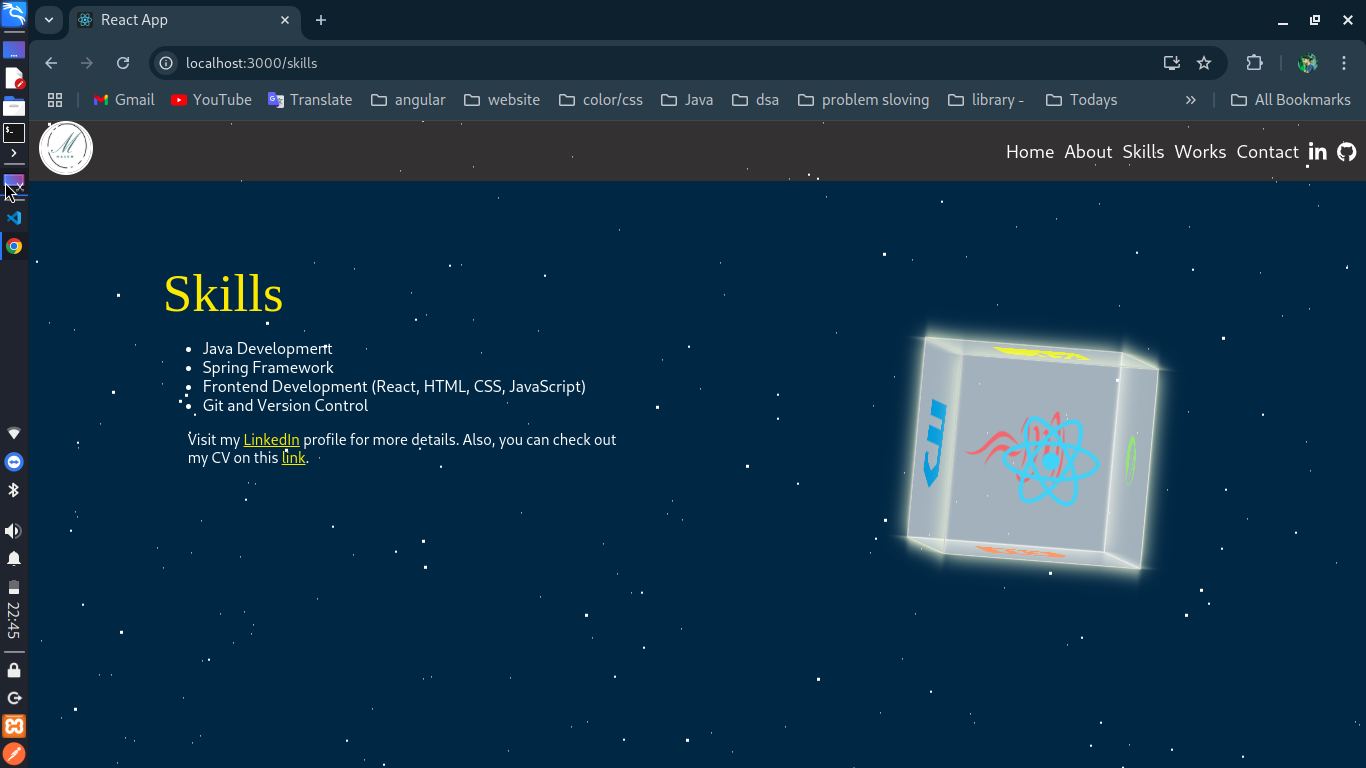 React App
localhost:3000/skills
Gmail YouTube Translate angular website color/css Java dsa problem sloving library - Todays » All Bookmarks
M
Home About Skills Works Contact in
Skills
• Java Development
• Spring Framework
• Frontend Development (React, HTML, CSS, JavaScript)
• Git and Version Control
Visit my LinkedIn profile for more details. Also, you can check out
my CV on this link.
22:45